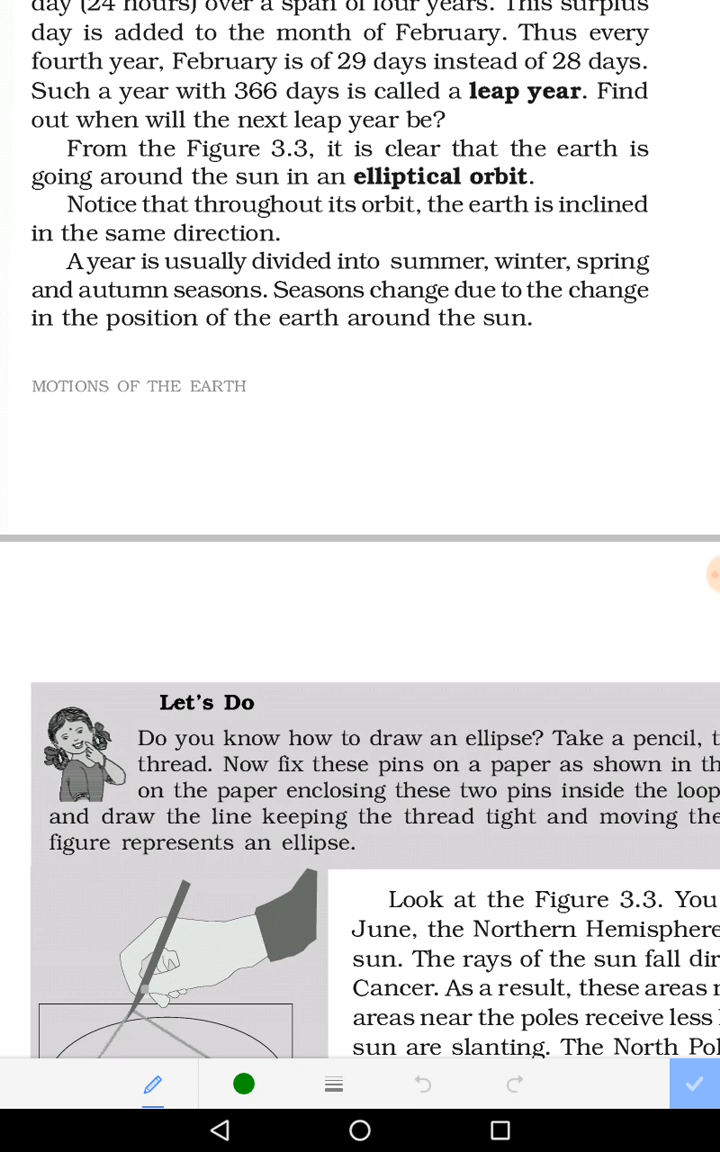 day (24 hours) over a span of four years. This surplus
day is added to the month of February. Thus every
fourth year, February is of 29 days instead of 28 days.
Such a year with 366 days is called a leap year. Find
out when will the next leap year be?
From the Figure 3.3, it is clear that the earth is
going around the sun in an elliptical orbit.
Notice that throughout its orbit, the earth is inclined
in the same direction.
A year is usually divided into summer, winter, spring
and autumn seasons. Seasons change due to the change
in the position of the earth around the sun.
MOTIONS OF THE EARTH
Let's Do
Do you know how to draw an ellipse? Take a pencil, t
thread. Now fix these pins on a paper as shown in th
on the paper enclosing these two pins inside the loop
and draw the line keeping the thread tight and moving the
figure represents an ellipse.
Look at the Figure 3.3. You
June, the Northern Hemisphere
sun. The rays of the sun fall dir
Cancer. As a result, these areas r
areas near the poles receive less
sun are slanting. The North Pol